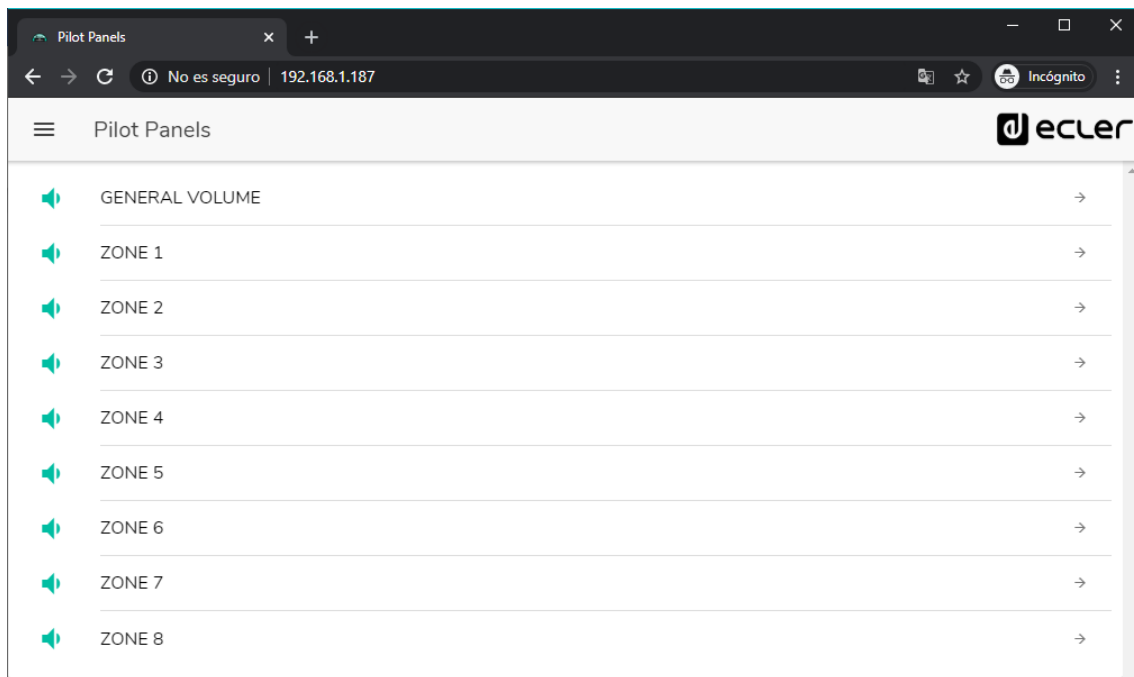 Pilot Panels
No es seguro 192.168.1.187 Incógnito
Pilot Panels ecler
GENERAL VOLUME
ZONE 1
ZONE 2
ZONE 3
ZONE 4
ZONE 5
ZONE 6
ZONE 7
ZONE 8